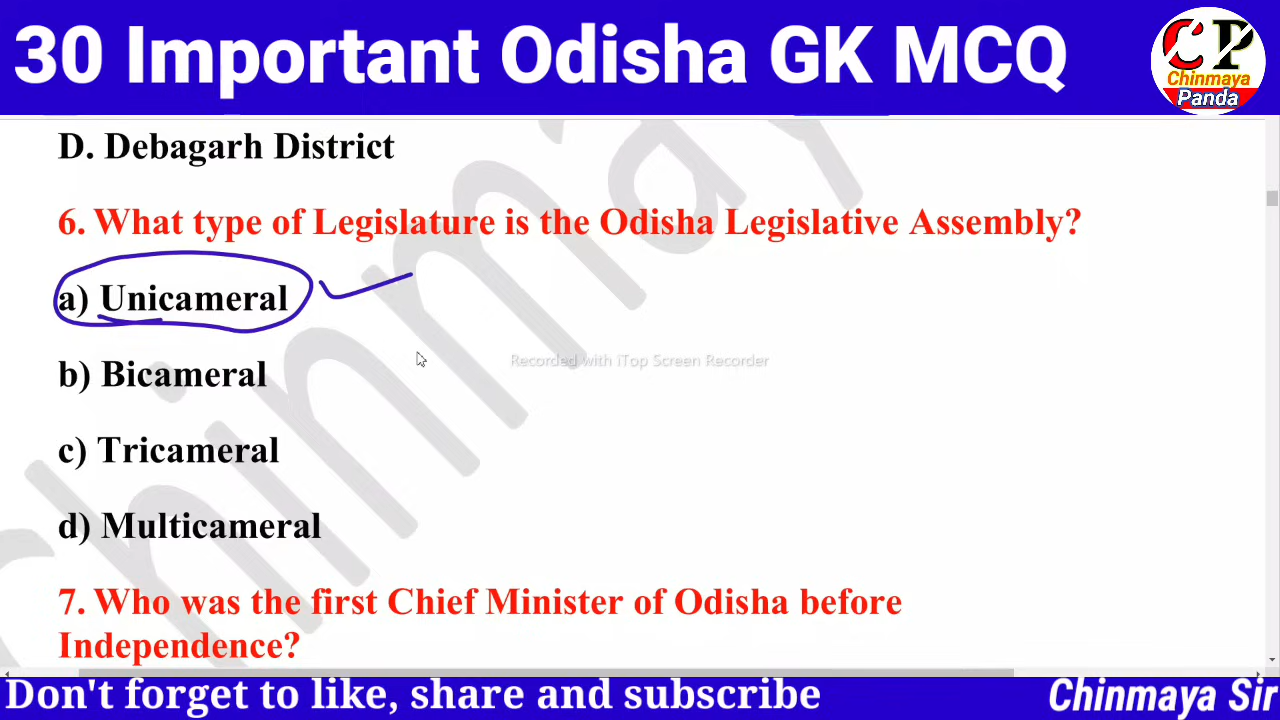 30 Important Odisha GK MCQ
CP
Chinmaya
Panda
D. Debagarh District
6. What type of Legislature is the Odisha Legislative Assembly?
a) Unicameral
Recorded with iTop Screen Recorder
b) Bicameral
c) Tricameral
d) Multicameral
7. Who was the first Chief Minister of Odisha before
Independence?
Don't forget to like, share and subscribe
Chinmaya Sir